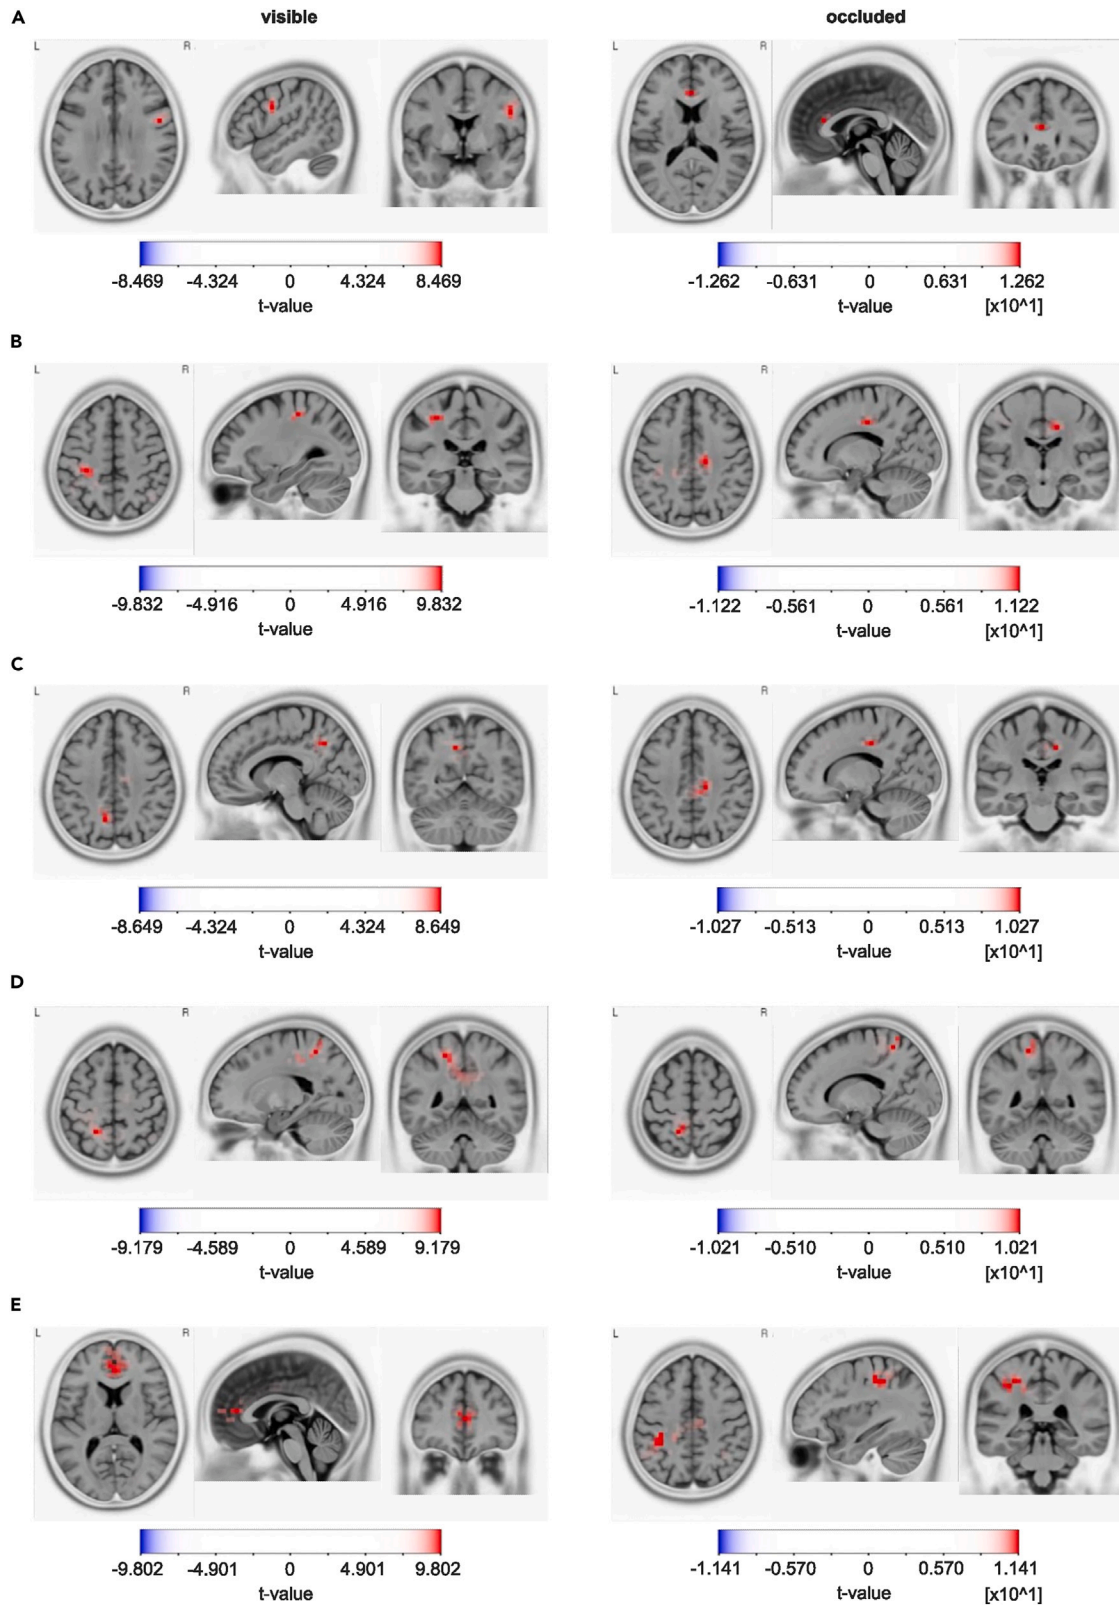 A visible occluded
L R L R
-8.469 -4.324 0 4.324 8.469 -1.262 -0.631 0 0.631 1.262
t-value t-value [x10^1]
B
L R L R
-9.832 -4.916 0 4.916 9.832 -1.122 -0.561 0 0.561 1.122
t-value t-value [x10^1]
C
L R L R
-8.649 -4.324 0 4.324 8.649 -1.027 -0.513 0 0.513 1.027
t-value t-value [x10^1]
D
L R L R
-9.179 -4.589 0 4.589 9.179 -1.021 -0.510 0 0.510 1.021
t-value t-value [x10^1]
E
L R L R
-9.802 -4.901 0 4.901 9.802 -1.141 -0.570 0 0.570 1.141
t-value t-value [x10^1]